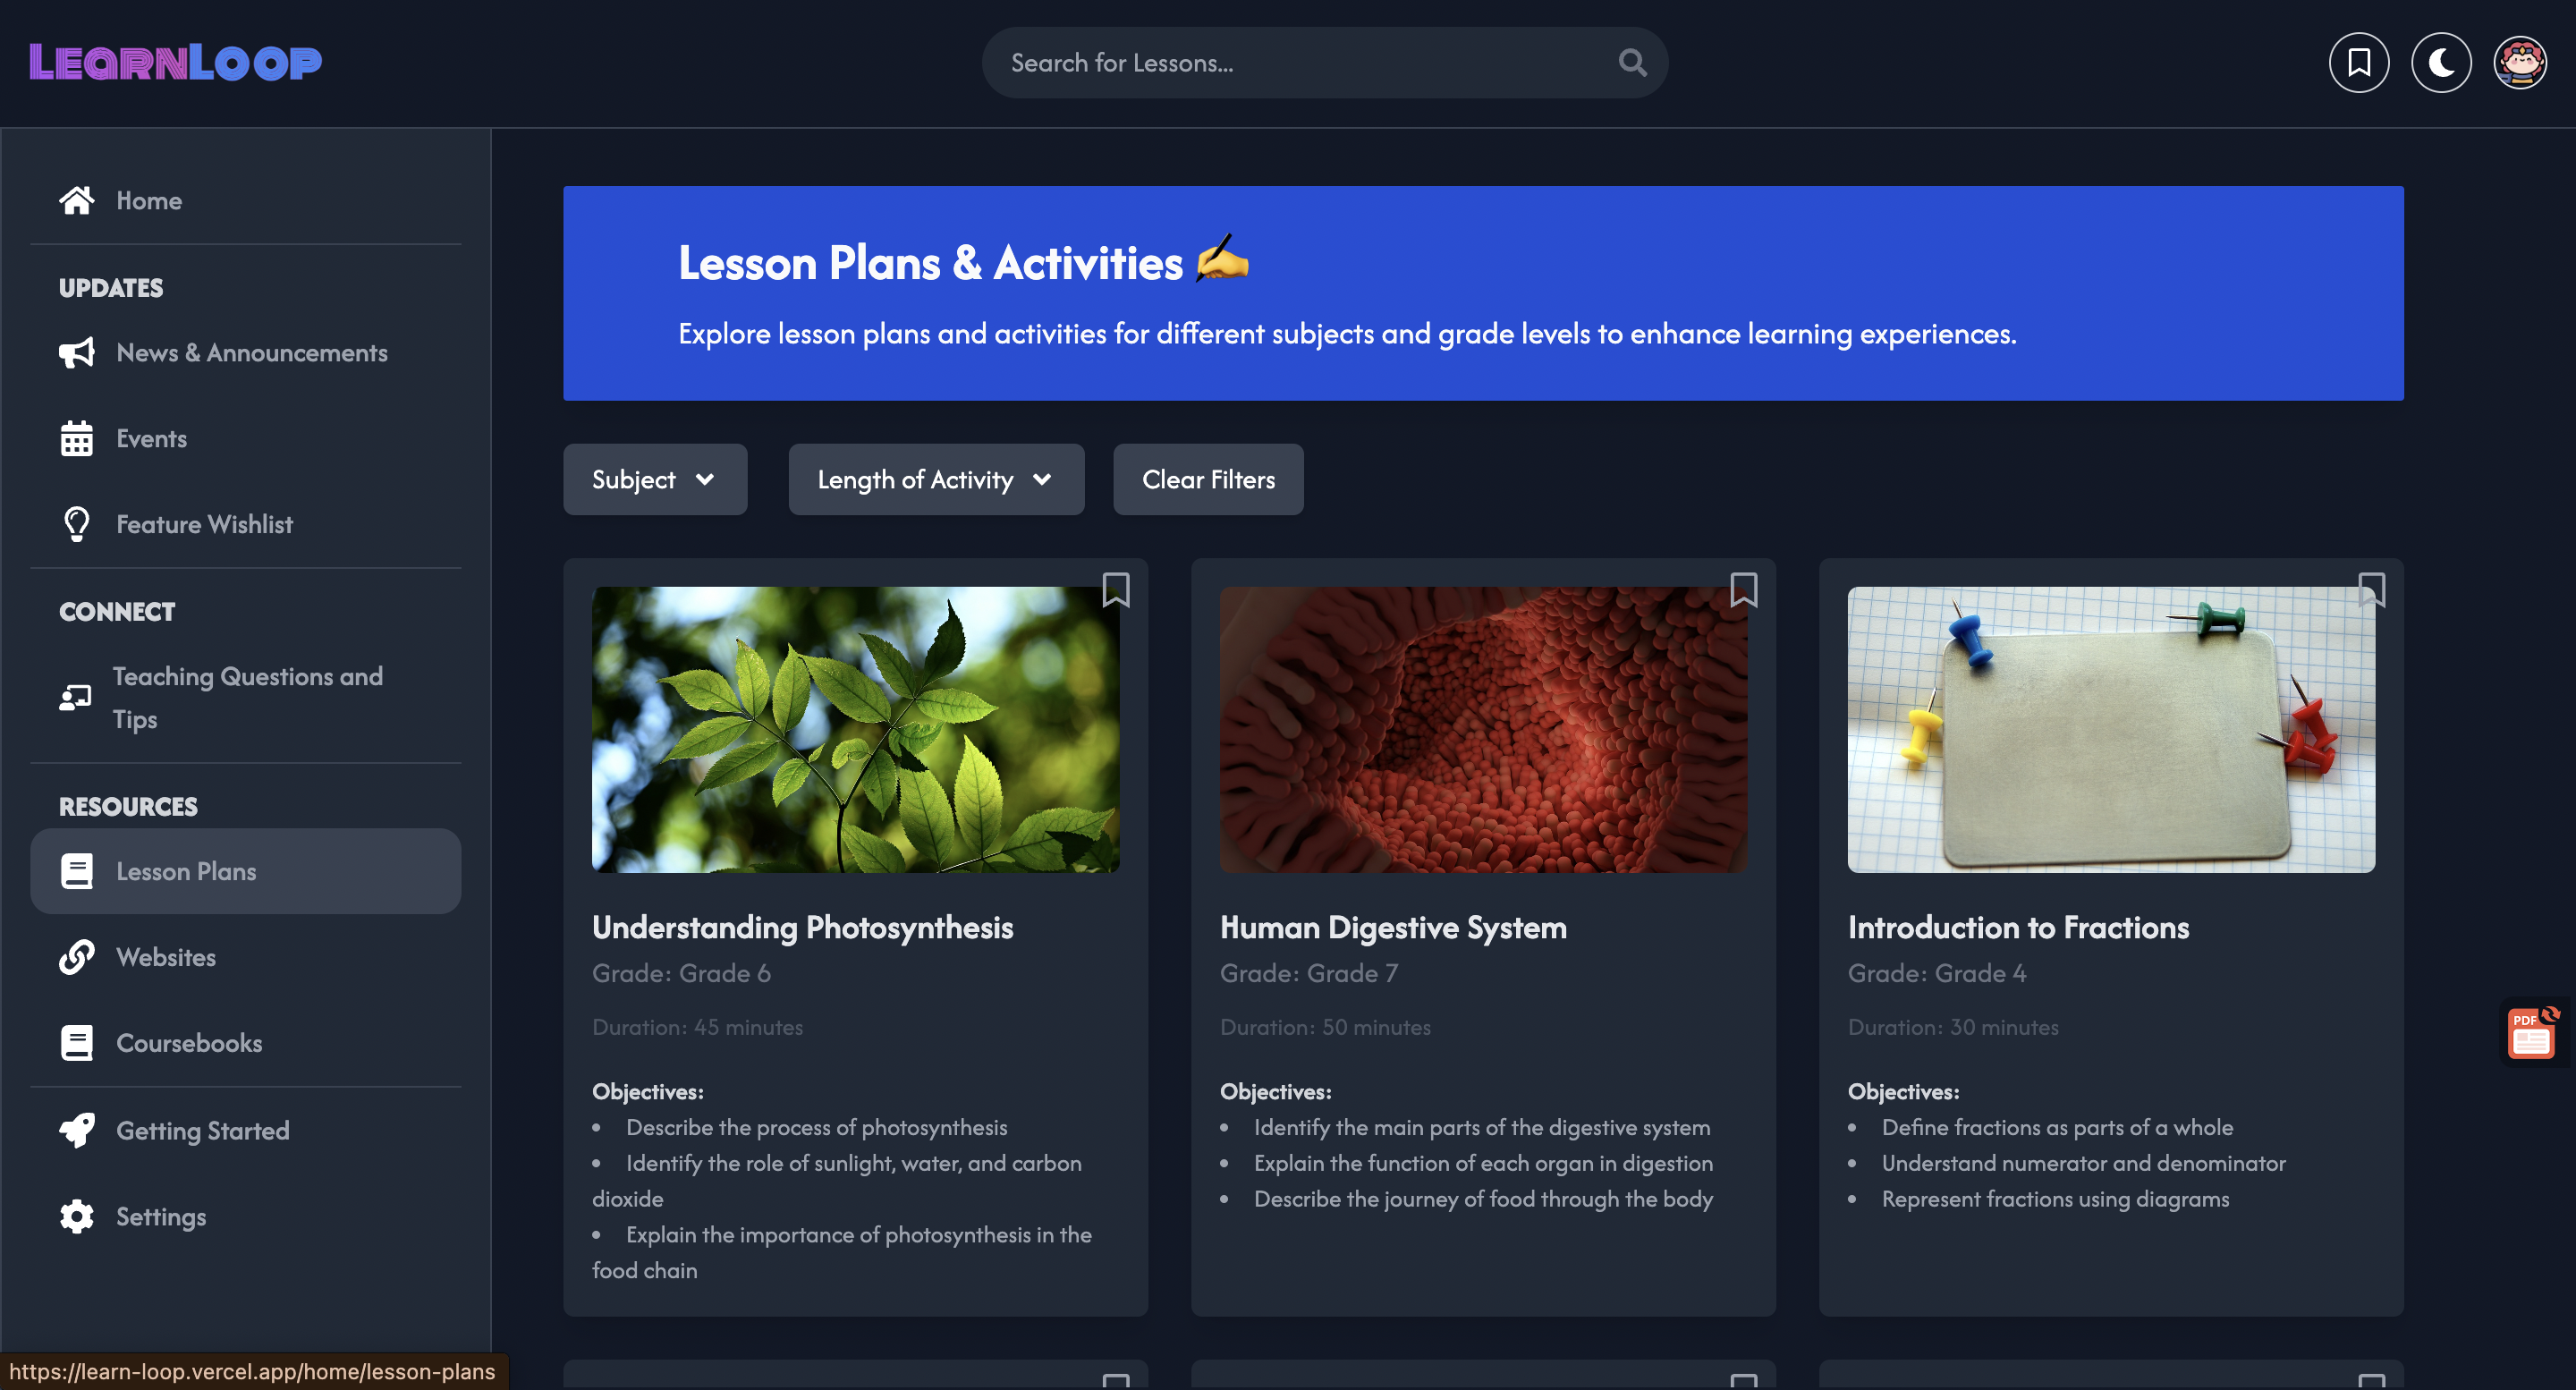 LEARNLOOP
Search for Lessons...
Home
UPDATES
News & Announcements
Events
Feature Wishlist
CONNECT
Teaching Questions and
Tips
RESOURCES
Lesson Plans
Websites
Coursebooks
Getting Started
Settings
Lesson Plans & Activities ✍️
Explore lesson plans and activities for different subjects and grade levels to enhance learning experiences.
Subject
Length of Activity
Clear Filters
Understanding Photosynthesis
Grade: Grade 6
Duration: 45 minutes
Objectives:
• Describe the process of photosynthesis
• Identify the role of sunlight, water, and carbon
dioxide
• Explain the importance of photosynthesis in the
food chain
Human Digestive System
Grade: Grade 7
Duration: 50 minutes
Objectives:
• Identify the main parts of the digestive system
• Explain the function of each organ in digestion
• Describe the journey of food through the body
Introduction to Fractions
Grade: Grade 4
Duration: 30 minutes
Objectives:
• Define fractions as parts of a whole
• Understand numerator and denominator
• Represent fractions using diagrams
PDF
https://learn-loop.vercel.app/home/lesson-plans